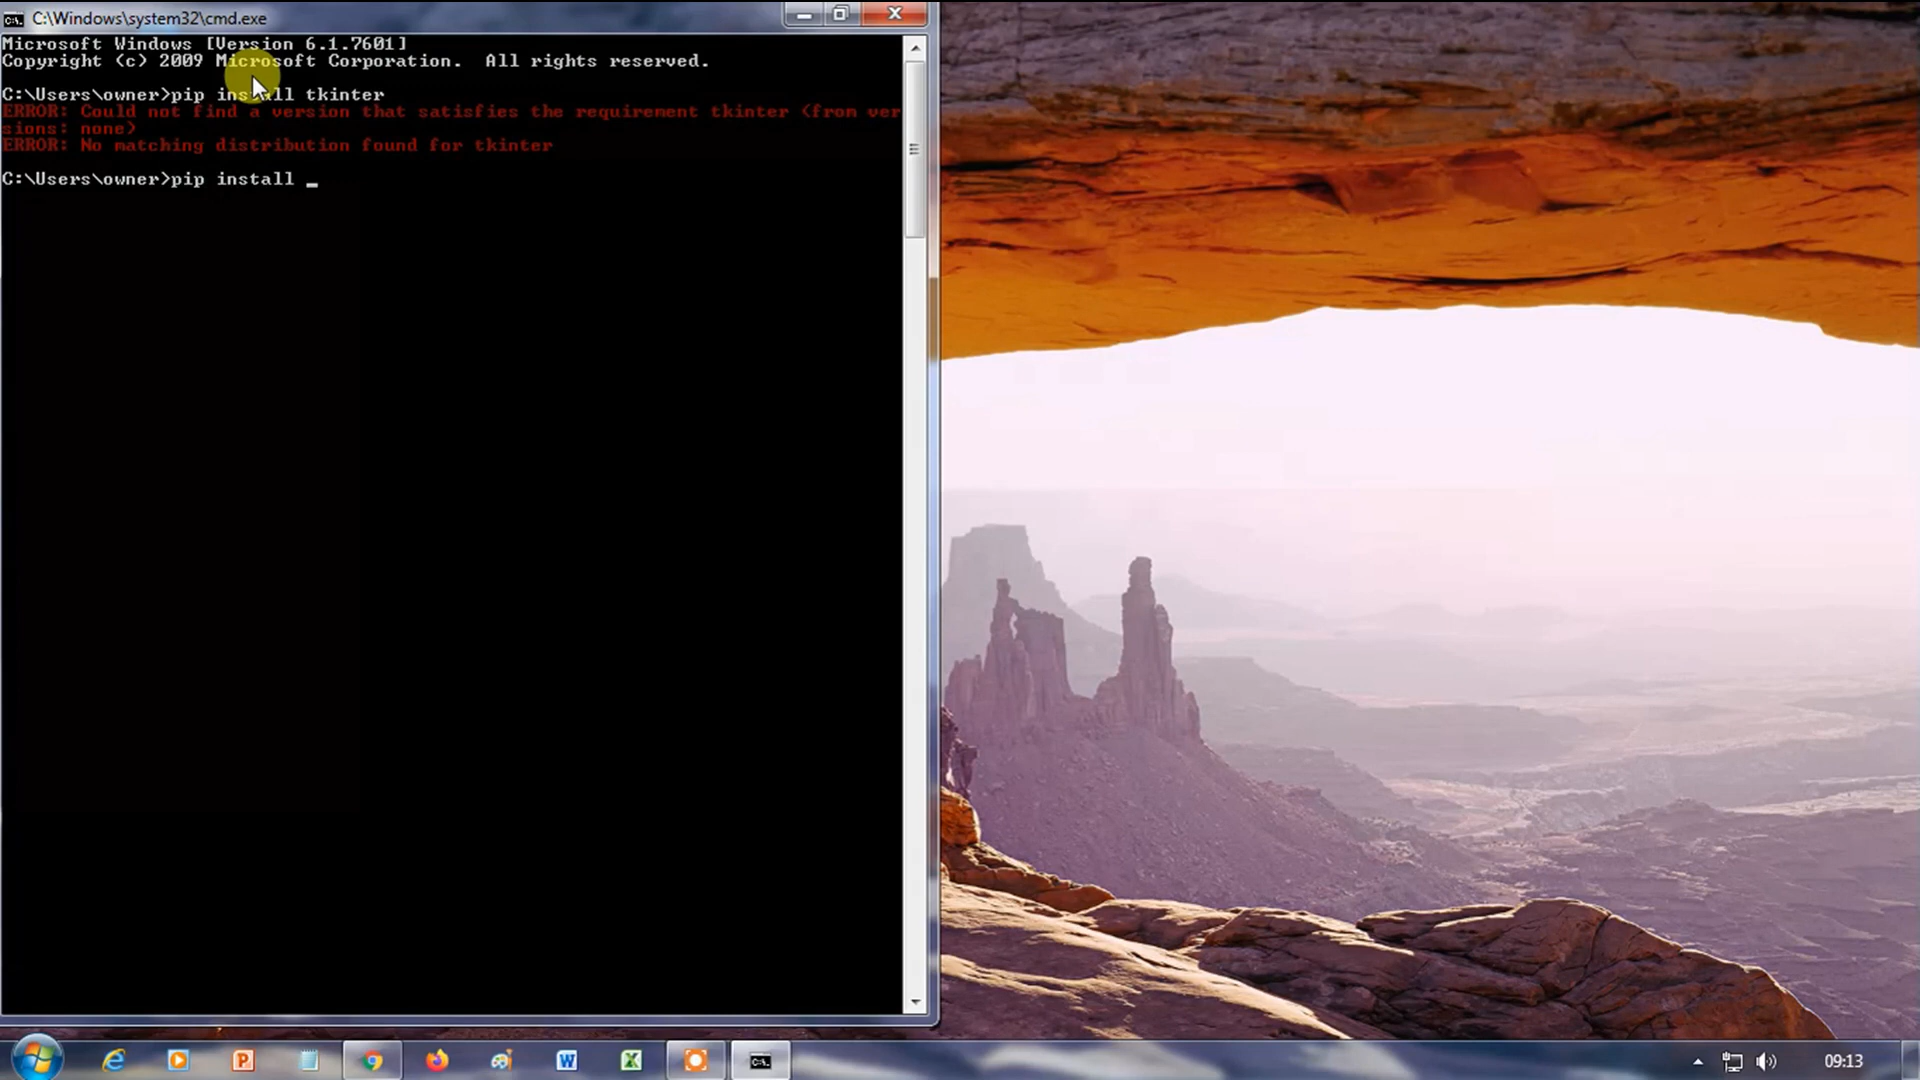 C:\Windows\system32\cmd.exe
Microsoft Windows [Version 6.1.7601]
Copyright (c) 2009 Microsoft Corporation.  All rights reserved.
C:\Users\owner>pip install tkinter
ERROR: Could not find a version that satisfies the requirement tkinter (from ver
sions: none)
ERROR: No matching distribution found for tkinter
C:\Users\owner>pip install _
09:13